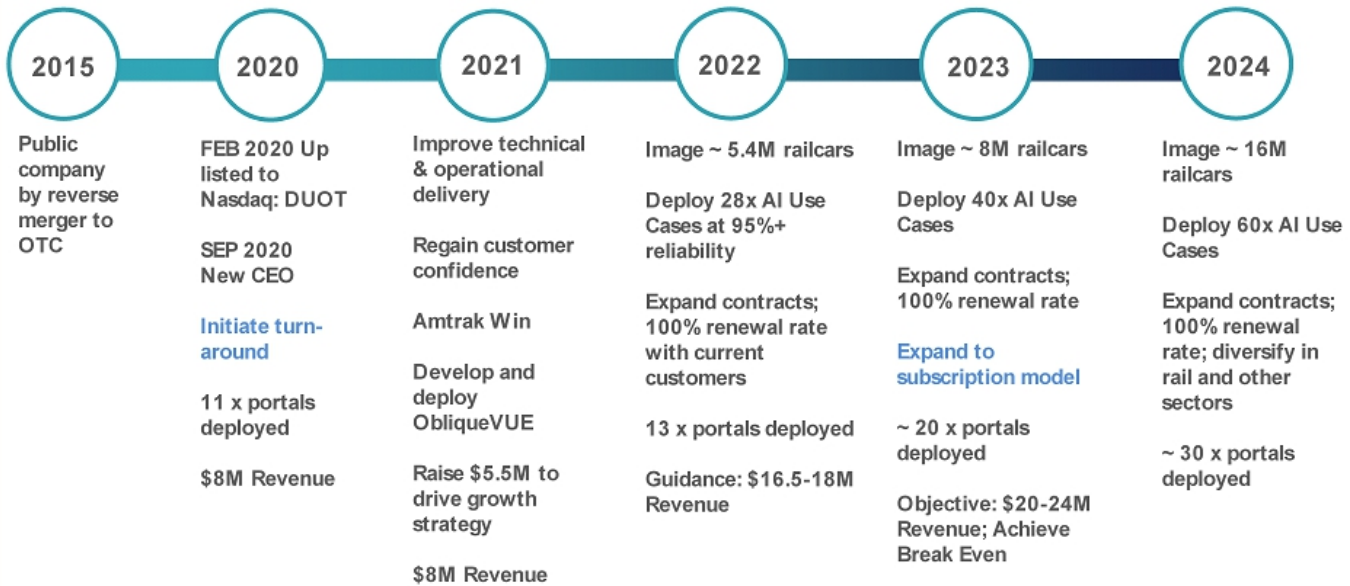 2015
2020
2021
2022
2023
2024
Public
company
by reverse
merger to
OTC
FEB 2020 Up
listed to
Nasdaq: DUOT
SEP 2020
New CEO
Initiate turn-
around
11 x portals
deployed
$8M Revenue
Improve technical
& operational
delivery
Regain customer
confidence
Amtrak Win
Develop and
deploy
ObliqueVUE
Raise $5.5M to
drive growth
strategy
$8M Revenue
Image ~ 5.4M railcars
Deploy 28x AI Use
Cases at 95%+
reliability
Expand contracts;
100% renewal rate
with current
customers
13 x portals deployed
Guidance: $16.5-18M
Revenue
Image ~ 8M railcars
Deploy 40x AI Use
Cases
Expand contracts;
100% renewal rate
Expand to
subscription model
~ 20 x portals
deployed
Objective: $20-24M
Revenue; Achieve
Break Even
Image ~ 16M
railcars
Deploy 60x AI Use
Cases
Expand contracts;
100% renewal
rate; diversify in
rail and other
sectors
~ 30 x portals
deployed